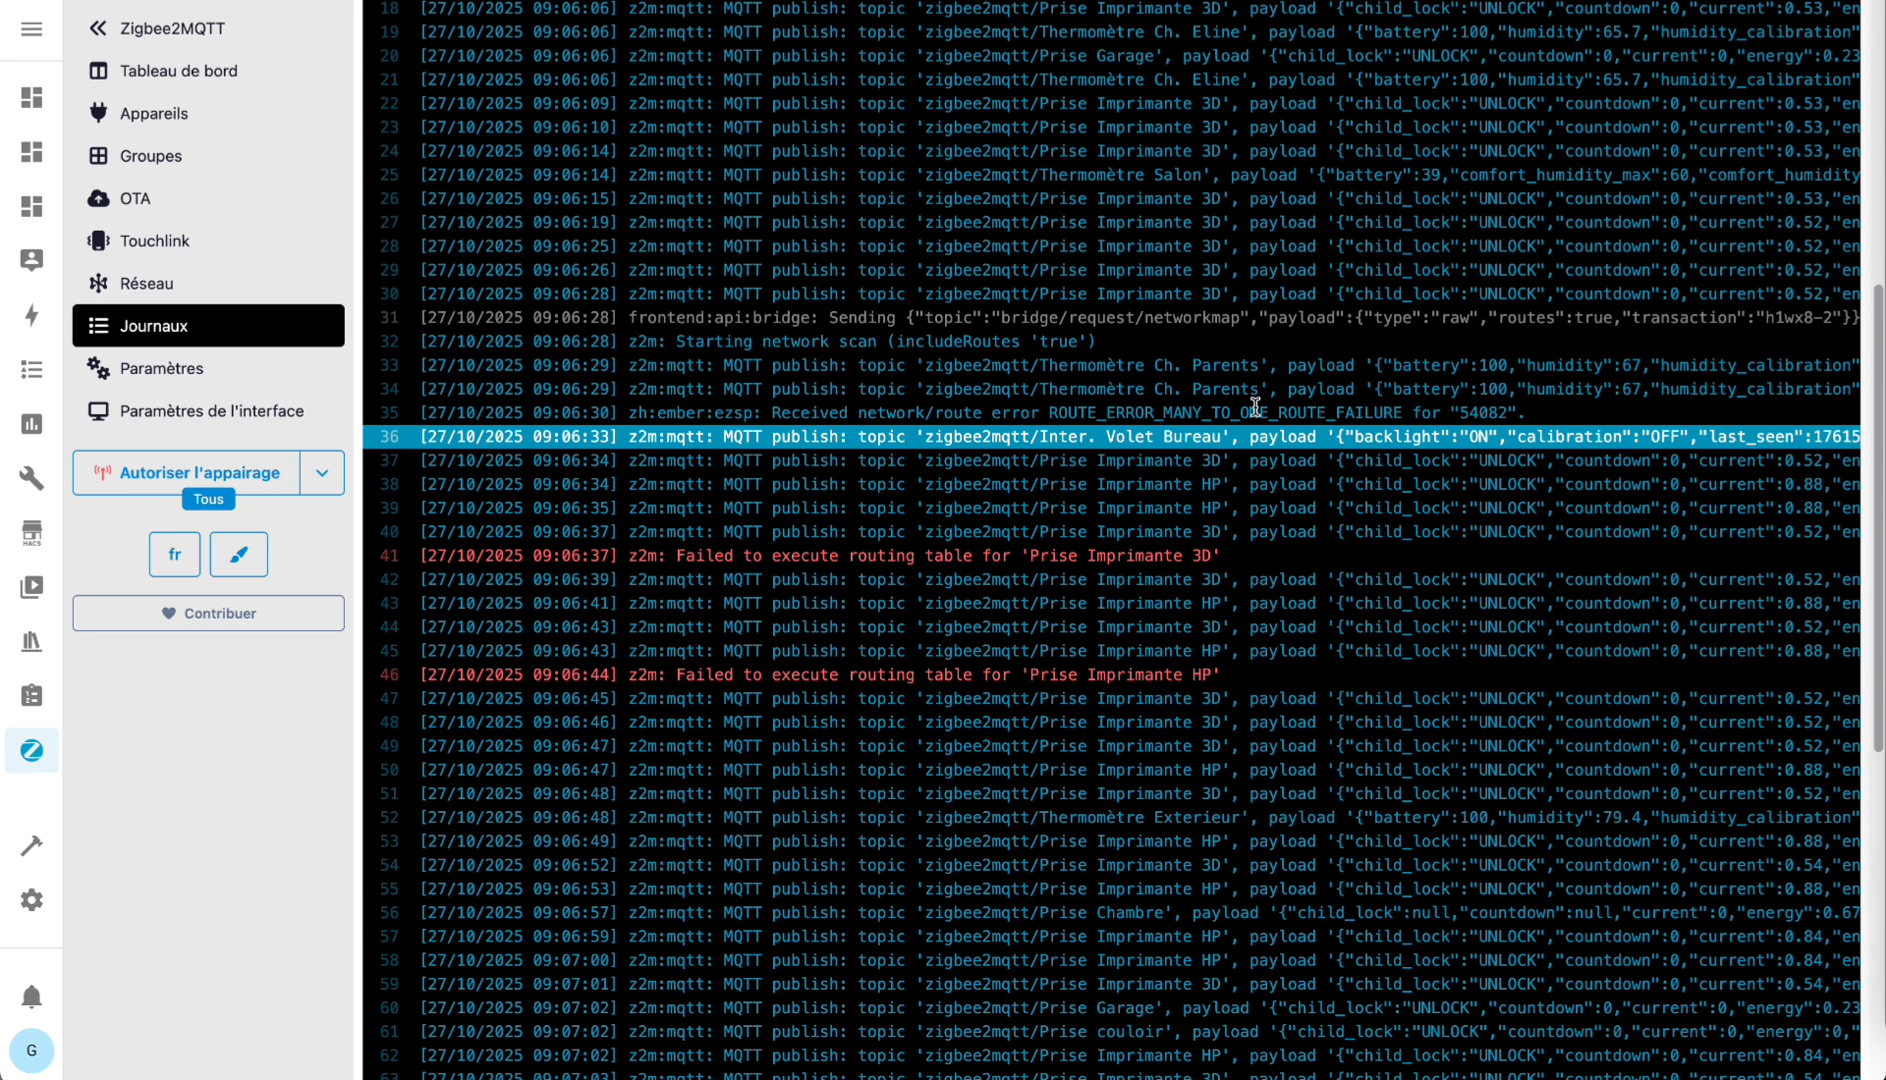 Zigbee2MQTT
Tableau de bord
Appareils
Groupes
OTA
Touchlink
Réseau
Journaux
Paramètres
Paramètres de l'interface
Autoriser l'appairage
Tous
fr
Contribuer
HACS
G
18 [27/10/2025 09:06:06] z2m:mqtt: MQTT publish: topic 'zigbee2mqtt/Prise Imprimante 3D', payload '{"child_lock":"UNLOCK","countdown":0,"current":0.53,"en
19 [27/10/2025 09:06:06] z2m:mqtt: MQTT publish: topic 'zigbee2mqtt/Thermomètre Ch. Eline', payload '{"battery":100,"humidity":65.7,"humidity_calibration"
20 [27/10/2025 09:06:06] z2m:mqtt: MQTT publish: topic 'zigbee2mqtt/Prise Garage', payload '{"child_lock":"UNLOCK","countdown":0,"current":0,"energy":0.23
21 [27/10/2025 09:06:06] z2m:mqtt: MQTT publish: topic 'zigbee2mqtt/Thermomètre Ch. Eline', payload '{"battery":100,"humidity":65.7,"humidity_calibration"
22 [27/10/2025 09:06:09] z2m:mqtt: MQTT publish: topic 'zigbee2mqtt/Prise Imprimante 3D', payload '{"child_lock":"UNLOCK","countdown":0,"current":0.53,"en
23 [27/10/2025 09:06:10] z2m:mqtt: MQTT publish: topic 'zigbee2mqtt/Prise Imprimante 3D', payload '{"child_lock":"UNLOCK","countdown":0,"current":0.53,"en
24 [27/10/2025 09:06:14] z2m:mqtt: MQTT publish: topic 'zigbee2mqtt/Prise Imprimante 3D', payload '{"child_lock":"UNLOCK","countdown":0,"current":0.53,"en
25 [27/10/2025 09:06:14] z2m:mqtt: MQTT publish: topic 'zigbee2mqtt/Thermomètre Salon', payload '{"battery":39,"comfort_humidity_max":60,"comfort_humidity
26 [27/10/2025 09:06:15] z2m:mqtt: MQTT publish: topic 'zigbee2mqtt/Prise Imprimante 3D', payload '{"child_lock":"UNLOCK","countdown":0,"current":0.53,"en
27 [27/10/2025 09:06:19] z2m:mqtt: MQTT publish: topic 'zigbee2mqtt/Prise Imprimante 3D', payload '{"child_lock":"UNLOCK","countdown":0,"current":0.52,"en
28 [27/10/2025 09:06:25] z2m:mqtt: MQTT publish: topic 'zigbee2mqtt/Prise Imprimante 3D', payload '{"child_lock":"UNLOCK","countdown":0,"current":0.52,"en
29 [27/10/2025 09:06:26] z2m:mqtt: MQTT publish: topic 'zigbee2mqtt/Prise Imprimante 3D', payload '{"child_lock":"UNLOCK","countdown":0,"current":0.52,"en
30 [27/10/2025 09:06:28] z2m:mqtt: MQTT publish: topic 'zigbee2mqtt/Prise Imprimante 3D', payload '{"child_lock":"UNLOCK","countdown":0,"current":0.52,"en
31 [27/10/2025 09:06:28] frontend:api:bridge: Sending {"topic":"bridge/request/networkmap","payload":{"type":"raw","routes":true,"transaction":"h1wx8-2"}}
32 [27/10/2025 09:06:28] z2m: Starting network scan (includeRoutes 'true')
33 [27/10/2025 09:06:29] z2m:mqtt: MQTT publish: topic 'zigbee2mqtt/Thermomètre Ch. Parents', payload '{"battery":100,"humidity":67,"humidity_calibration"
34 [27/10/2025 09:06:29] z2m:mqtt: MQTT publish: topic 'zigbee2mqtt/Thermomètre Ch. Parents', payload '{"battery":100,"humidity":67,"humidity_calibration"
35 [27/10/2025 09:06:30] zh:ember:ezsp: Received network/route error ROUTE_ERROR_MANY_TO_ONE_ROUTE_FAILURE for "54082".
36 [27/10/2025 09:06:33] z2m:mqtt: MQTT publish: topic 'zigbee2mqtt/Inter. Volet Bureau', payload '{"backlight":"ON","calibration":"OFF","last_seen":17615
37 [27/10/2025 09:06:34] z2m:mqtt: MQTT publish: topic 'zigbee2mqtt/Prise Imprimante 3D', payload '{"child_lock":"UNLOCK","countdown":0,"current":0.52,"en
38 [27/10/2025 09:06:34] z2m:mqtt: MQTT publish: topic 'zigbee2mqtt/Prise Imprimante HP', payload '{"child_lock":"UNLOCK","countdown":0,"current":0.88,"en
39 [27/10/2025 09:06:35] z2m:mqtt: MQTT publish: topic 'zigbee2mqtt/Prise Imprimante HP', payload '{"child_lock":"UNLOCK","countdown":0,"current":0.88,"en
40 [27/10/2025 09:06:37] z2m:mqtt: MQTT publish: topic 'zigbee2mqtt/Prise Imprimante 3D', payload '{"child_lock":"UNLOCK","countdown":0,"current":0.52,"en
41 [27/10/2025 09:06:37] z2m: Failed to execute routing table for 'Prise Imprimante 3D'
42 [27/10/2025 09:06:39] z2m:mqtt: MQTT publish: topic 'zigbee2mqtt/Prise Imprimante 3D', payload '{"child_lock":"UNLOCK","countdown":0,"current":0.52,"en
43 [27/10/2025 09:06:41] z2m:mqtt: MQTT publish: topic 'zigbee2mqtt/Prise Imprimante HP', payload '{"child_lock":"UNLOCK","countdown":0,"current":0.88,"en
44 [27/10/2025 09:06:43] z2m:mqtt: MQTT publish: topic 'zigbee2mqtt/Prise Imprimante 3D', payload '{"child_lock":"UNLOCK","countdown":0,"current":0.52,"en
45 [27/10/2025 09:06:43] z2m:mqtt: MQTT publish: topic 'zigbee2mqtt/Prise Imprimante HP', payload '{"child_lock":"UNLOCK","countdown":0,"current":0.88,"en
46 [27/10/2025 09:06:44] z2m: Failed to execute routing table for 'Prise Imprimante HP'
47 [27/10/2025 09:06:45] z2m:mqtt: MQTT publish: topic 'zigbee2mqtt/Prise Imprimante 3D', payload '{"child_lock":"UNLOCK","countdown":0,"current":0.52,"en
48 [27/10/2025 09:06:46] z2m:mqtt: MQTT publish: topic 'zigbee2mqtt/Prise Imprimante 3D', payload '{"child_lock":"UNLOCK","countdown":0,"current":0.52,"en
49 [27/10/2025 09:06:47] z2m:mqtt: MQTT publish: topic 'zigbee2mqtt/Prise Imprimante 3D', payload '{"child_lock":"UNLOCK","countdown":0,"current":0.52,"en
50 [27/10/2025 09:06:47] z2m:mqtt: MQTT publish: topic 'zigbee2mqtt/Prise Imprimante HP', payload '{"child_lock":"UNLOCK","countdown":0,"current":0.88,"en
51 [27/10/2025 09:06:48] z2m:mqtt: MQTT publish: topic 'zigbee2mqtt/Prise Imprimante 3D', payload '{"child_lock":"UNLOCK","countdown":0,"current":0.52,"en
52 [27/10/2025 09:06:48] z2m:mqtt: MQTT publish: topic 'zigbee2mqtt/Thermomètre Exterieur', payload '{"battery":100,"humidity":79.4,"humidity_calibration"
53 [27/10/2025 09:06:49] z2m:mqtt: MQTT publish: topic 'zigbee2mqtt/Prise Imprimante HP', payload '{"child_lock":"UNLOCK","countdown":0,"current":0.88,"en
54 [27/10/2025 09:06:52] z2m:mqtt: MQTT publish: topic 'zigbee2mqtt/Prise Imprimante 3D', payload '{"child_lock":"UNLOCK","countdown":0,"current":0.54,"en
55 [27/10/2025 09:06:53] z2m:mqtt: MQTT publish: topic 'zigbee2mqtt/Prise Imprimante HP', payload '{"child_lock":"UNLOCK","countdown":0,"current":0.88,"en
56 [27/10/2025 09:06:57] z2m:mqtt: MQTT publish: topic 'zigbee2mqtt/Prise Chambre', payload '{"child_lock":null,"countdown":null,"current":0,"energy":0.67
57 [27/10/2025 09:06:59] z2m:mqtt: MQTT publish: topic 'zigbee2mqtt/Prise Imprimante HP', payload '{"child_lock":"UNLOCK","countdown":0,"current":0.84,"en
58 [27/10/2025 09:07:00] z2m:mqtt: MQTT publish: topic 'zigbee2mqtt/Prise Imprimante HP', payload '{"child_lock":"UNLOCK","countdown":0,"current":0.84,"en
59 [27/10/2025 09:07:01] z2m:mqtt: MQTT publish: topic 'zigbee2mqtt/Prise Imprimante 3D', payload '{"child_lock":"UNLOCK","countdown":0,"current":0.54,"en
60 [27/10/2025 09:07:02] z2m:mqtt: MQTT publish: topic 'zigbee2mqtt/Prise Garage', payload '{"child_lock":"UNLOCK","countdown":0,"current":0,"energy":0.23
61 [27/10/2025 09:07:02] z2m:mqtt: MQTT publish: topic 'zigbee2mqtt/Prise couloir', payload '{"child_lock":"UNLOCK","countdown":0,"current":0,"energy":0,"
62 [27/10/2025 09:07:02] z2m:mqtt: MQTT publish: topic 'zigbee2mqtt/Prise Imprimante HP', payload '{"child_lock":"UNLOCK","countdown":0,"current":0.84,"en